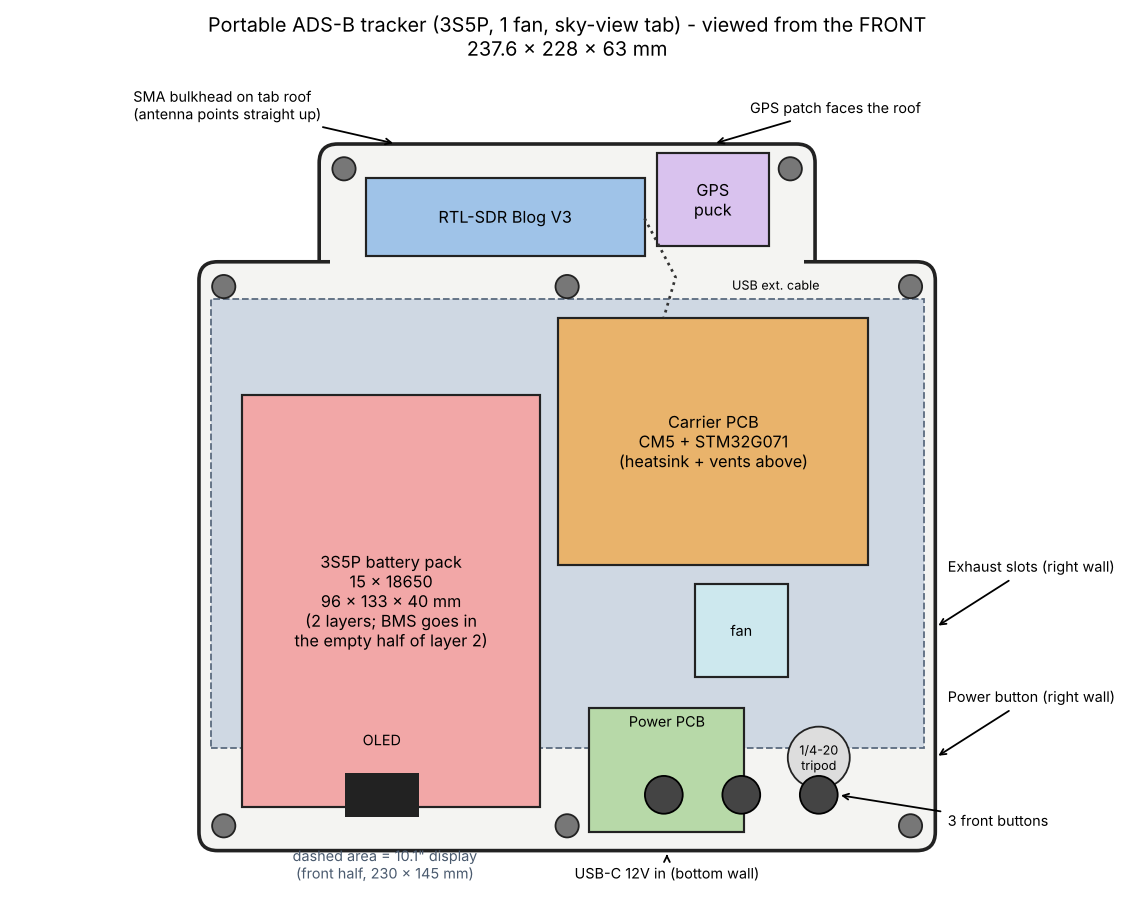 Portable ADS-B tracker (3S5P, 1 fan, sky-view tab) - viewed from the FRONT
237.6 × 228 × 63 mm
SMA bulkhead on tab roof
(antenna points straight up)
GPS patch faces the roof
RTL-SDR Blog V3
GPS
puck
USB ext. cable
Carrier PCB
CM5 + STM32G071
(heatsink + vents above)
3S5P battery pack
15 × 18650
96 × 133 × 40 mm
(2 layers; BMS goes in
the empty half of layer 2)
Exhaust slots (right wall)
fan
Power button (right wall)
Power PCB
OLED
1/4-20
tripod
3 front buttons
dashed area = 10.1" display
(front half, 230 × 145 mm)
USB-C 12V in (bottom wall)